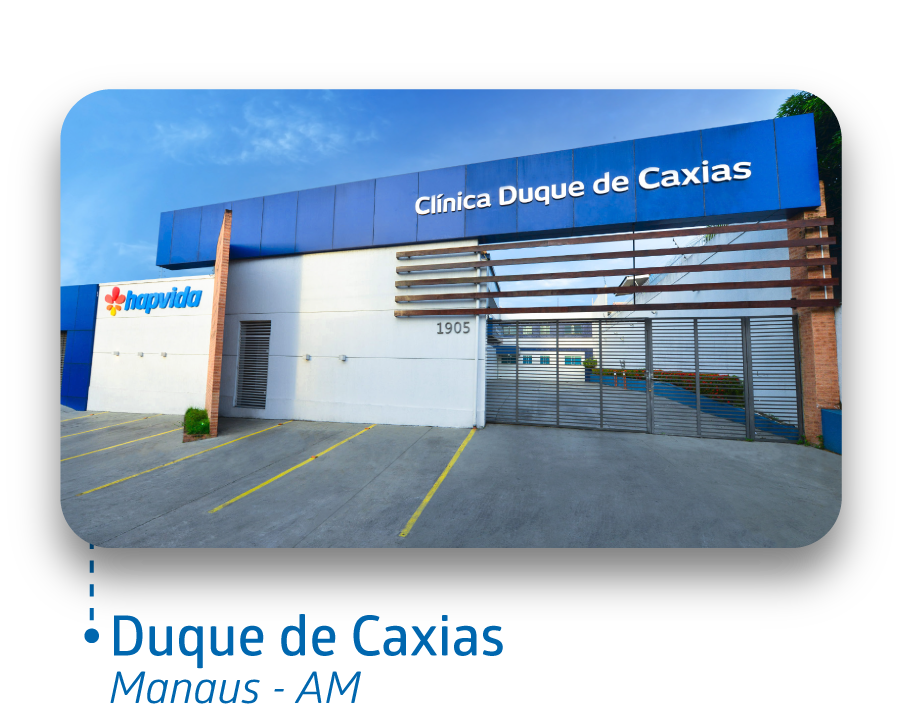 Clínica Duque de Caxias
hapvida
1905
Duque de Caxias
Manaus - AM